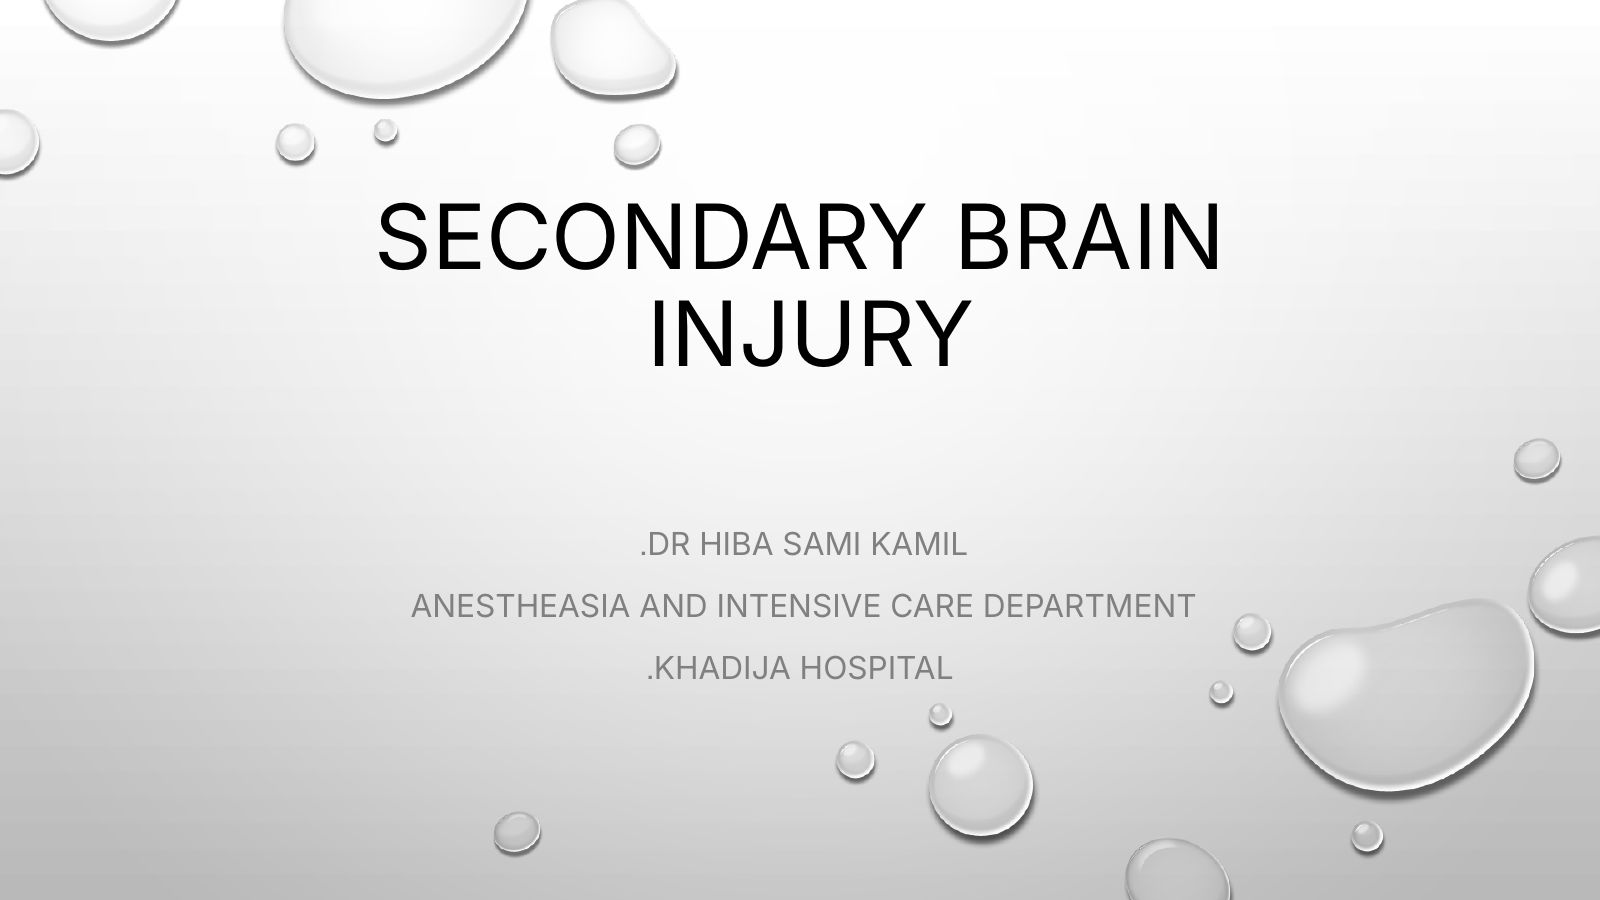 SECONDARY BRAIN
INJURY
.DR HIBA SAMI KAMIL
ANESTHEASIA AND INTENSIVE CARE DEPARTMENT
.KHADIJA HOSPITAL